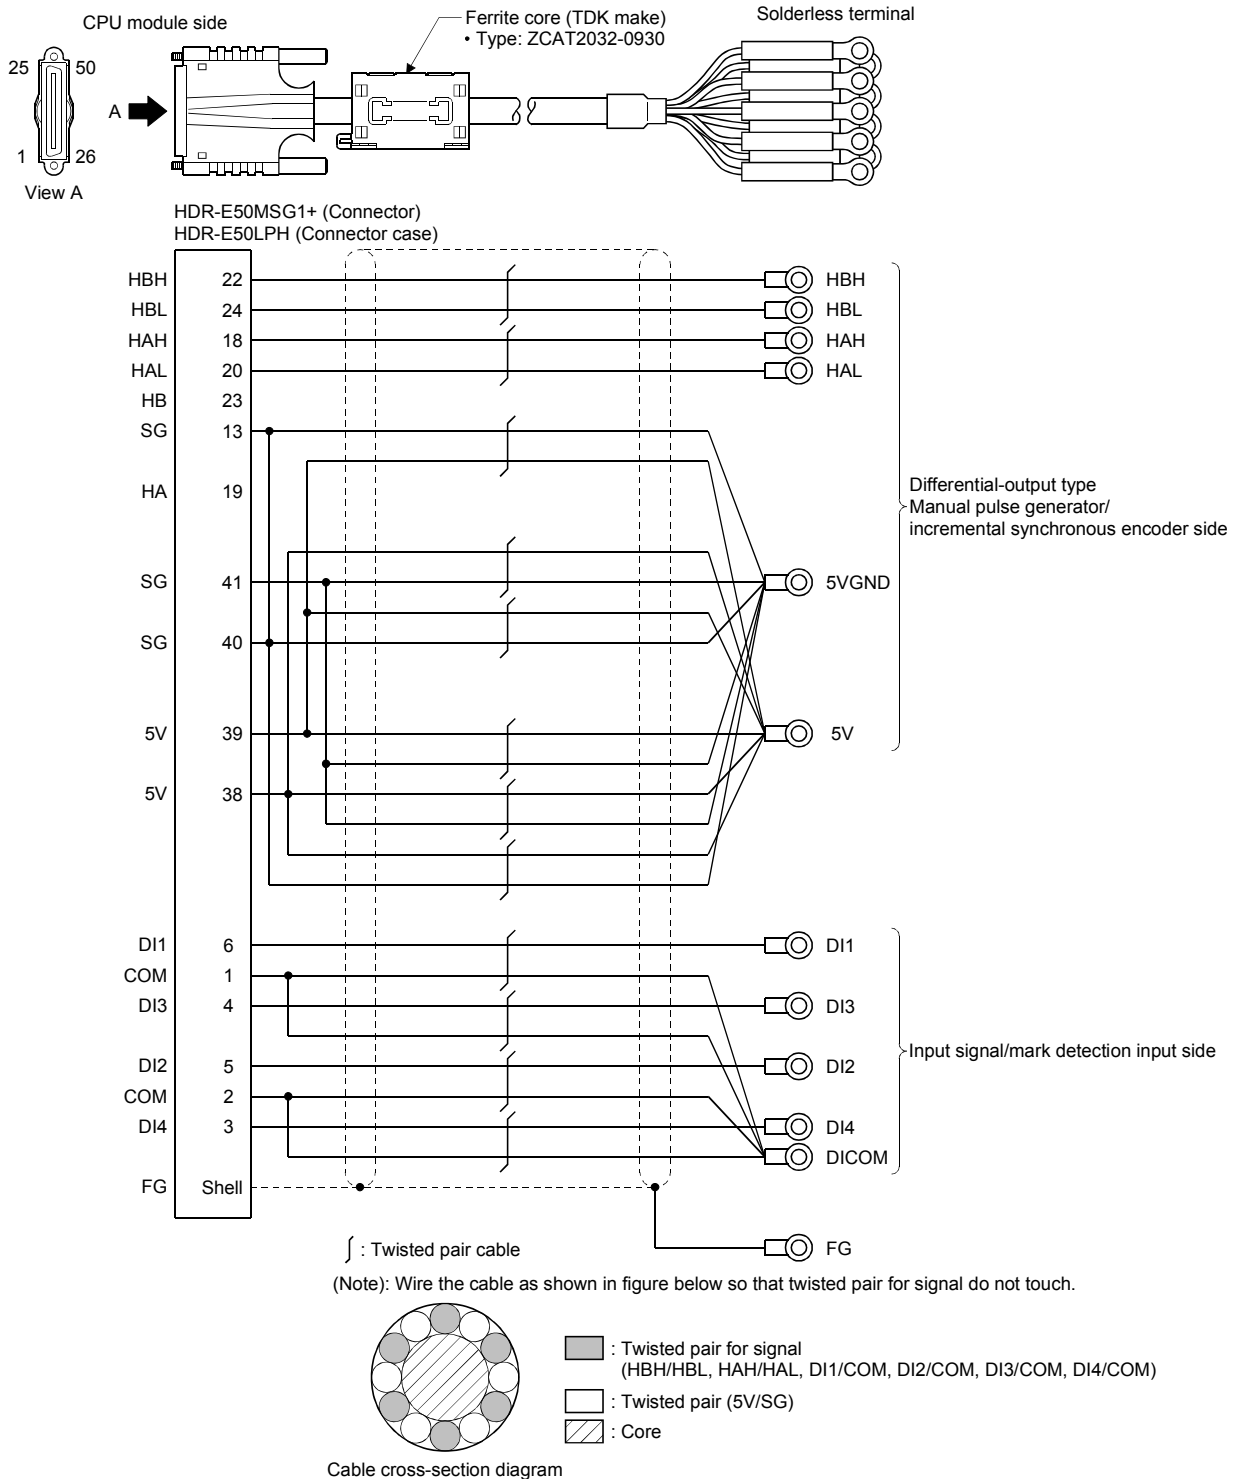 CPU module side
Ferrite core (TDK make)
• Type: ZCAT2032-0930
Solderless terminal
25 50
A
1 26
View A
HDR-E50MSG1+ (Connector)
HDR-E50LPH (Connector case)
HBH 22 HBH
HBL 24 HBL
HAH 18 HAH
HAL 20 HAL
HB 23
SG 13
HA 19
Differential-output type
Manual pulse generator/
incremental synchronous encoder side
SG 41 5VGND
SG 40
5V 39 5V
5V 38
DI1 6 DI1
COM 1
DI3 4 DI3
Input signal/mark detection input side
DI2 5 DI2
COM 2
DI4 3 DI4
DICOM
FG Shell
FG
: Twisted pair cable
(Note): Wire the cable as shown in figure below so that twisted pair for signal do not touch.
: Twisted pair for signal
(HBH/HBL, HAH/HAL, DI1/COM, DI2/COM, DI3/COM, DI4/COM)
: Twisted pair (5V/SG)
: Core
Cable cross-section diagram